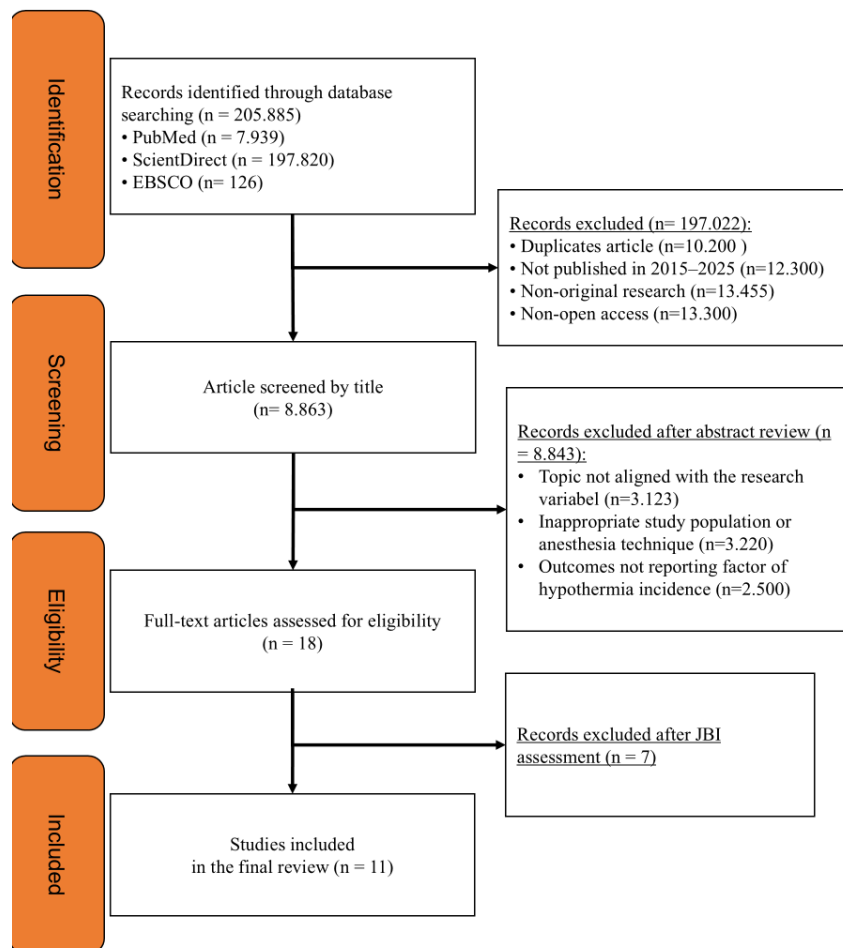 Identification
Records identified through database
searching (n = 205.885)
• PubMed (n = 7.939)
• ScientDirect (n = 197.820)
• EBSCO (n= 126)
Records excluded (n= 197.022):
• Duplicates article (n=10.200 )
• Not published in 2015–2025 (n=12.300)
• Non-original research (n=13.455)
• Non-open access (n=13.300)
Screening
Article screened by title
(n= 8.863)
Records excluded after abstract review (n
= 8.843):
• Topic not aligned with the research
variabel (n=3.123)
• Inappropriate study population or
anesthesia technique (n=3.220)
• Outcomes not reporting factor of
hypothermia incidence (n=2.500)
Eligibility
Full-text articles assessed for eligibility
(n = 18)
Records excluded after JBI
assessment (n = 7)
Included
Studies included
in the final review (n = 11)